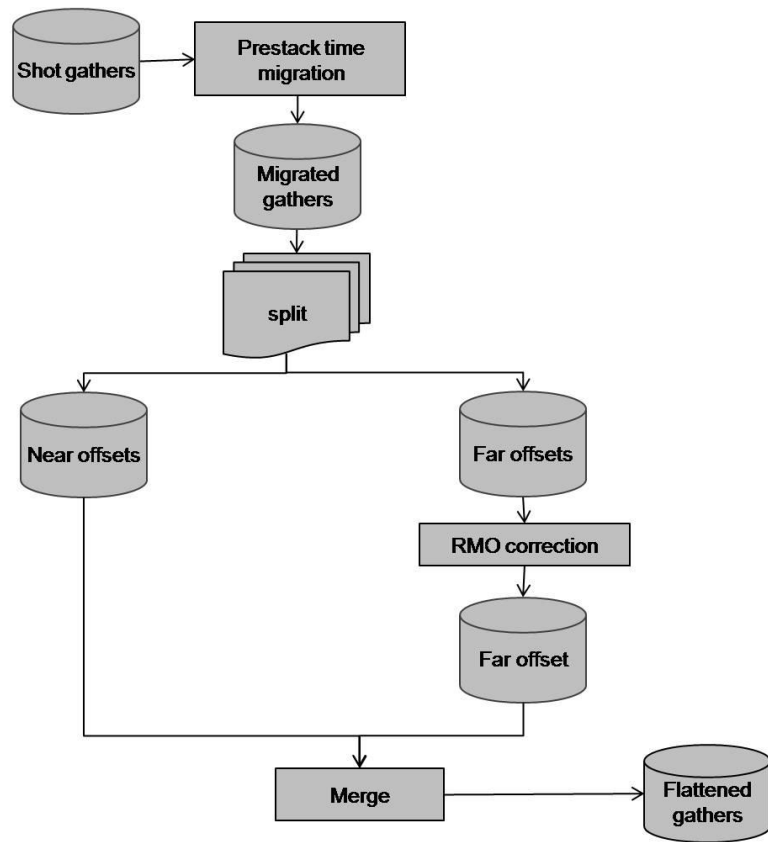 Shot gathers
Prestack time
migration
Migrated
gathers
split
Near offsets
Far offsets
RMO correction
Far offset
Merge
Flattened
gathers